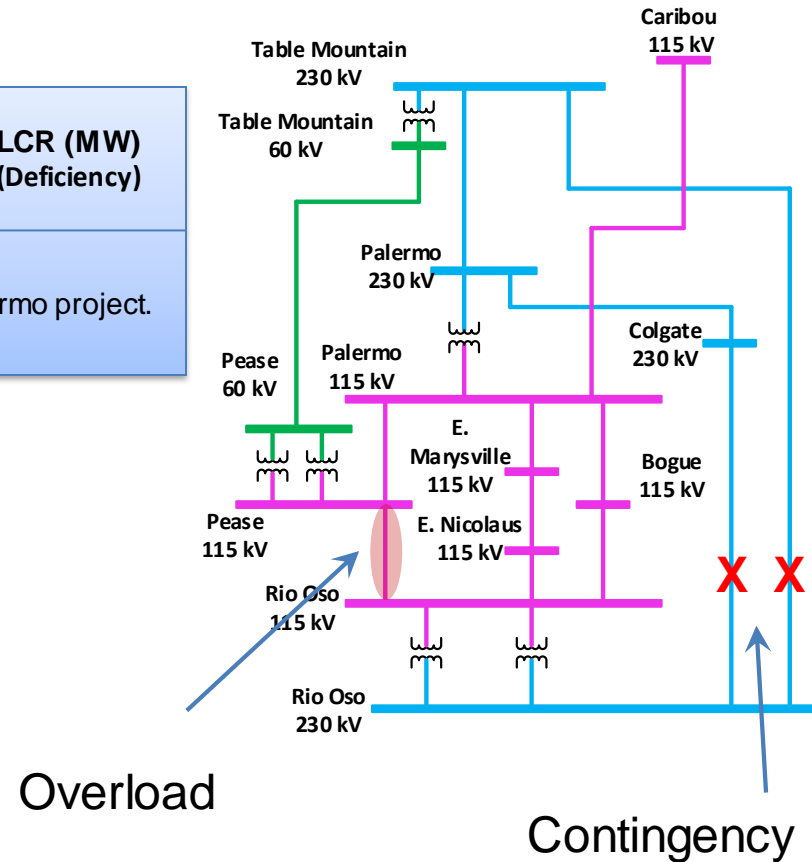 Caribou
115 kV
Table Mountain
230 kV
LCR (MW)
(Deficiency)
Table Mountain
60 kV
Palermo
230 kV
project.
Colgate
230 kV
Pease
60 kV
Palermo
115 kV
E.
Marysville
115 kV
Bogue
115 kV
Pease
115 kV
E. Nicolaus
115 kV
X X
Rio Oso
115 kV
Rio Oso
230 kV
Overload
Contingency